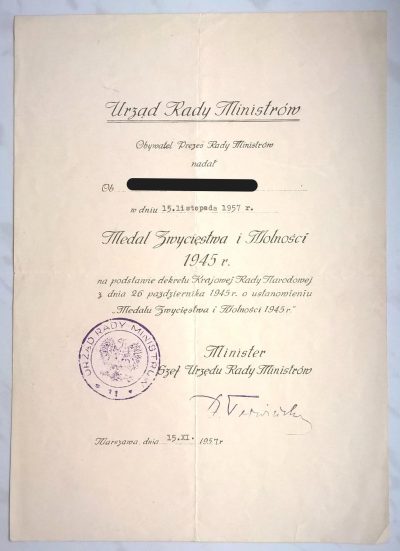 Urząd Rady Ministrów
Obywatel Prezes Rady Ministrów
nadał
Ob.
w dniu 15.listopada 1957 r.
Medal Zwycięstwa i Wolności
1945 r.
na podstawie dekretu Krajowej Rady Narodowej
z dnia 26 października 1945 r. o ustanowieniu
„Medalu Zwycięstwa i Wolności 1945 r."
URZĄD RADY MINISTRÓW
* 11 *
Minister
Szef Urzędu Rady Ministrów
Warszawa, dnia 15.XI. 1957 r